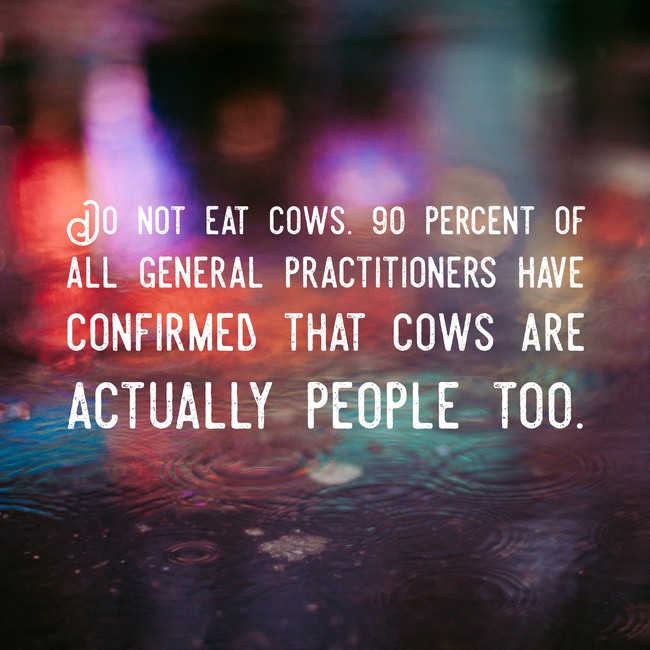 DO NOT EAT COWS. 90 PERCENT OF
ALL GENERAL PRACTITIONERS HAVE
CONFIRMED THAT COWS ARE
ACTUALLY PEOPLE TOO.